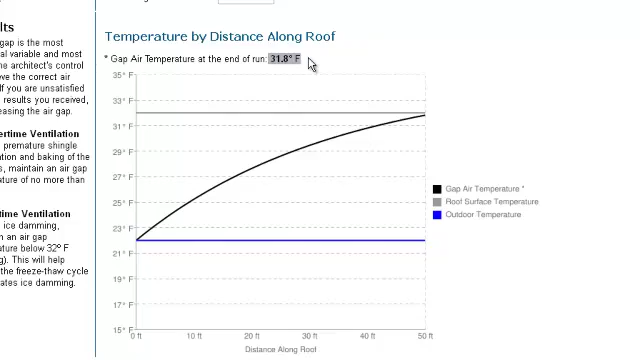 lts
gap is the most
al variable and most
ne architect's control
eve the correct air
f you are unsatisfied
results you received,
easing the air gap.
ertime Ventilation
premature shingle
ation and baking of the
s, maintain an air gap
ature of no more than
time Ventilation
ice damming,
n an air gap
ature below 32° F
g). This will help
the freeze-thaw cycle
ates ice damming.
Temperature by Distance Along Roof
* Gap Air Temperature at the end of run: 31.8° F
35° F
33° F
31° F
29° F
27° F
25° F
23° F
21° F
19° F
17° F
15° F
0 ft 10 ft 20 ft 30 ft 40 ft 50 ft
Distance Along Roof
Gap Air Temperature *
Roof Surface Temperature
Outdoor Temperature